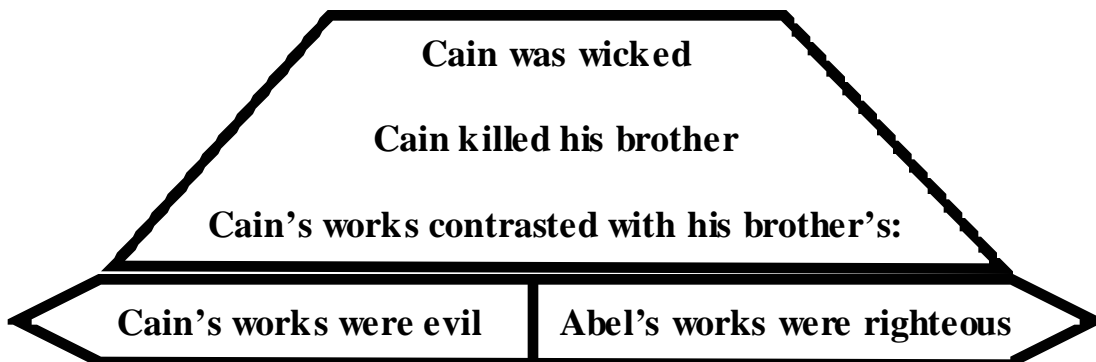 Cain was wicked
Cain killed his brother
Cain’s works contrasted with his brother’s:
Cain’s works were evil
Abel’s works were righteous